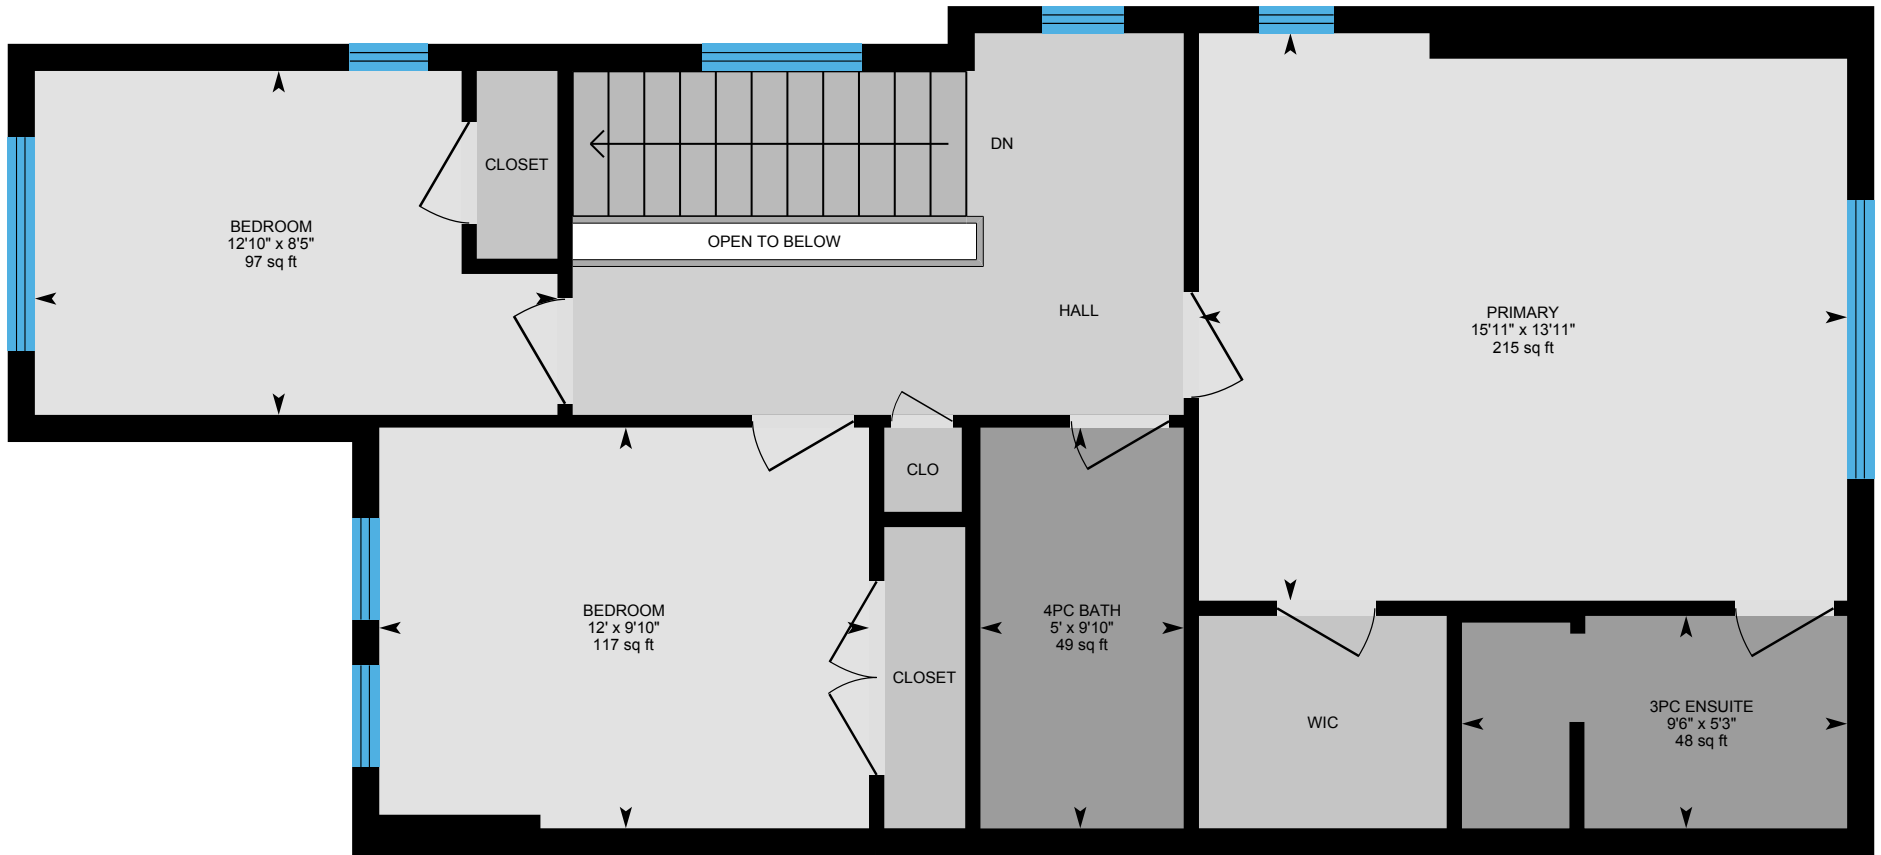 DN
CLOSET
BEDROOM
12'10" x 8'5"
97 sq ft
OPEN TO BELOW
HALL
PRIMARY
15'11" x 13'11"
215 sq ft
CLO
BEDROOM
12' x 9'10"
117 sq ft
4PC BATH
5' x 9'10"
49 sq ft
CLOSET
WIC
3PC ENSUITE
9'6" x 5'3"
48 sq ft